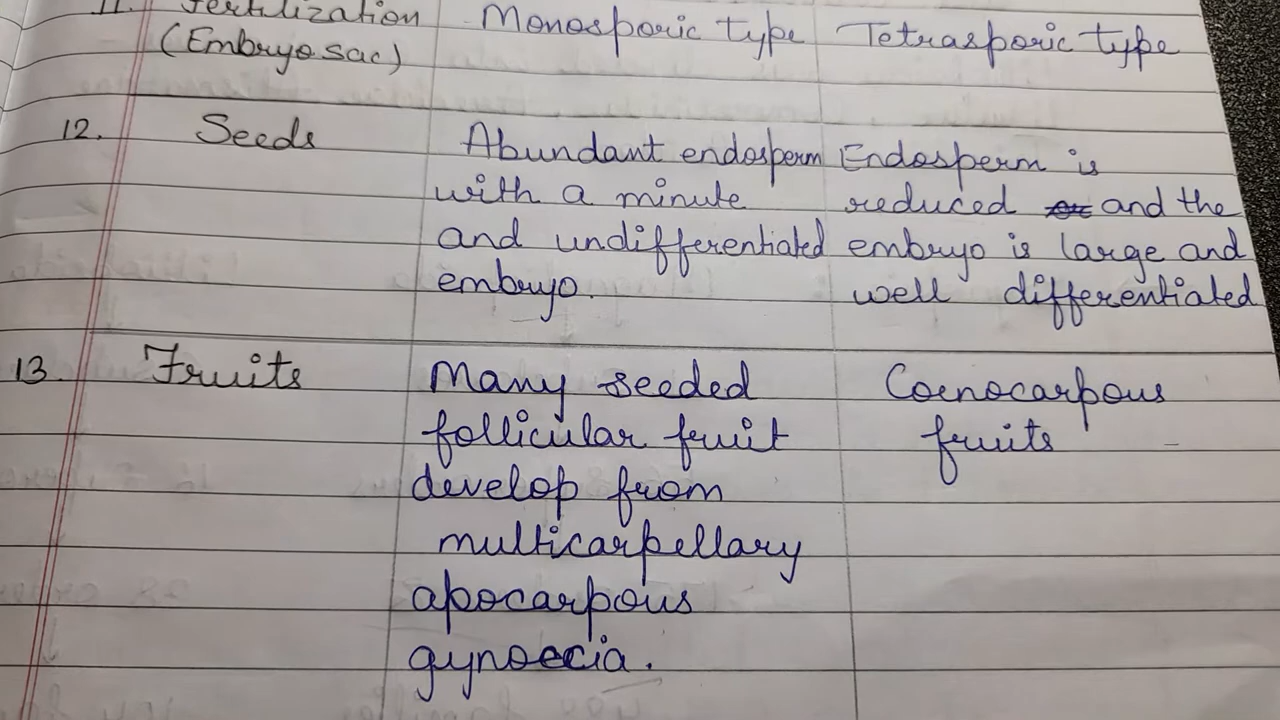 11. Fertilization Monosporic type Tetrasporic type
(Embryo sac)
12. Seeds Abundant endosperm Endosperm is
with a minute reduced and the
and undifferentiated embryo is large and
embryo. well differentiated
13 Fruits Many seeded Coenocarpous
follicular fruit fruits
develop from
multicarpellary
apocarpous
gynoecia.